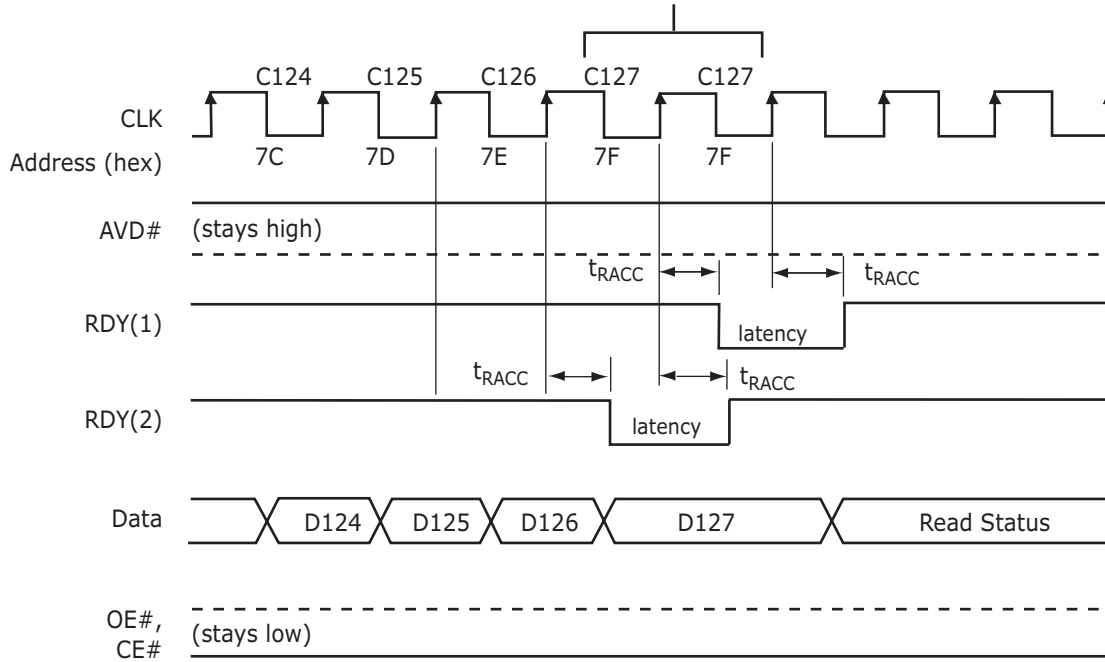 C124 C125 C126 C127 C127
CLK
Address (hex) 7C 7D 7E 7F 7F
AVD# (stays high)
tRACC tRACC
RDY(1) latency
tRACC tRACC
RDY(2) latency
Data D124 D125 D126 D127 Read Status
OE#,
CE# (stays low)